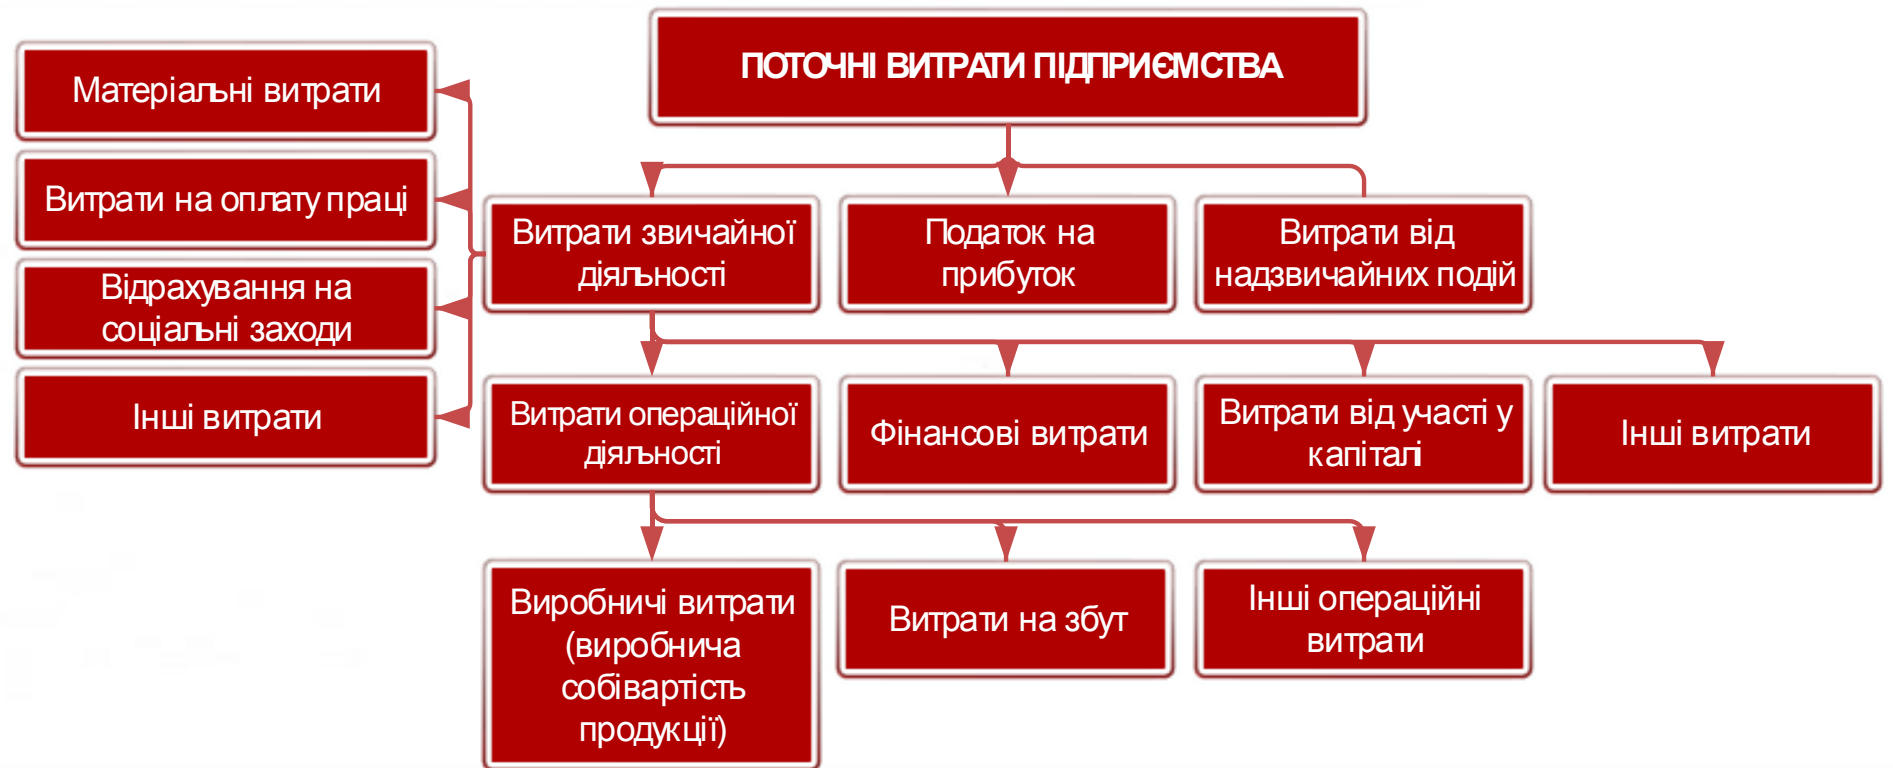 ПОТОЧНІ ВИТРАТИ ПІДПРИЄМСТВА
Матеріальні витрати
Витрати на оплату праці
Відрахування на
соціальні заходи
Інші витрати
Витрати звичайної
діяльності
Податок на
прибуток
Витрати від
надзвичайних подій
Витрати операційної
діяльності
Фінансові витрати
Витрати від участі у
капіталі
Інші витрати
Виробничі витрати
(виробнича
собівартість
продукції)
Витрати на збут
Інші операційні
витрати